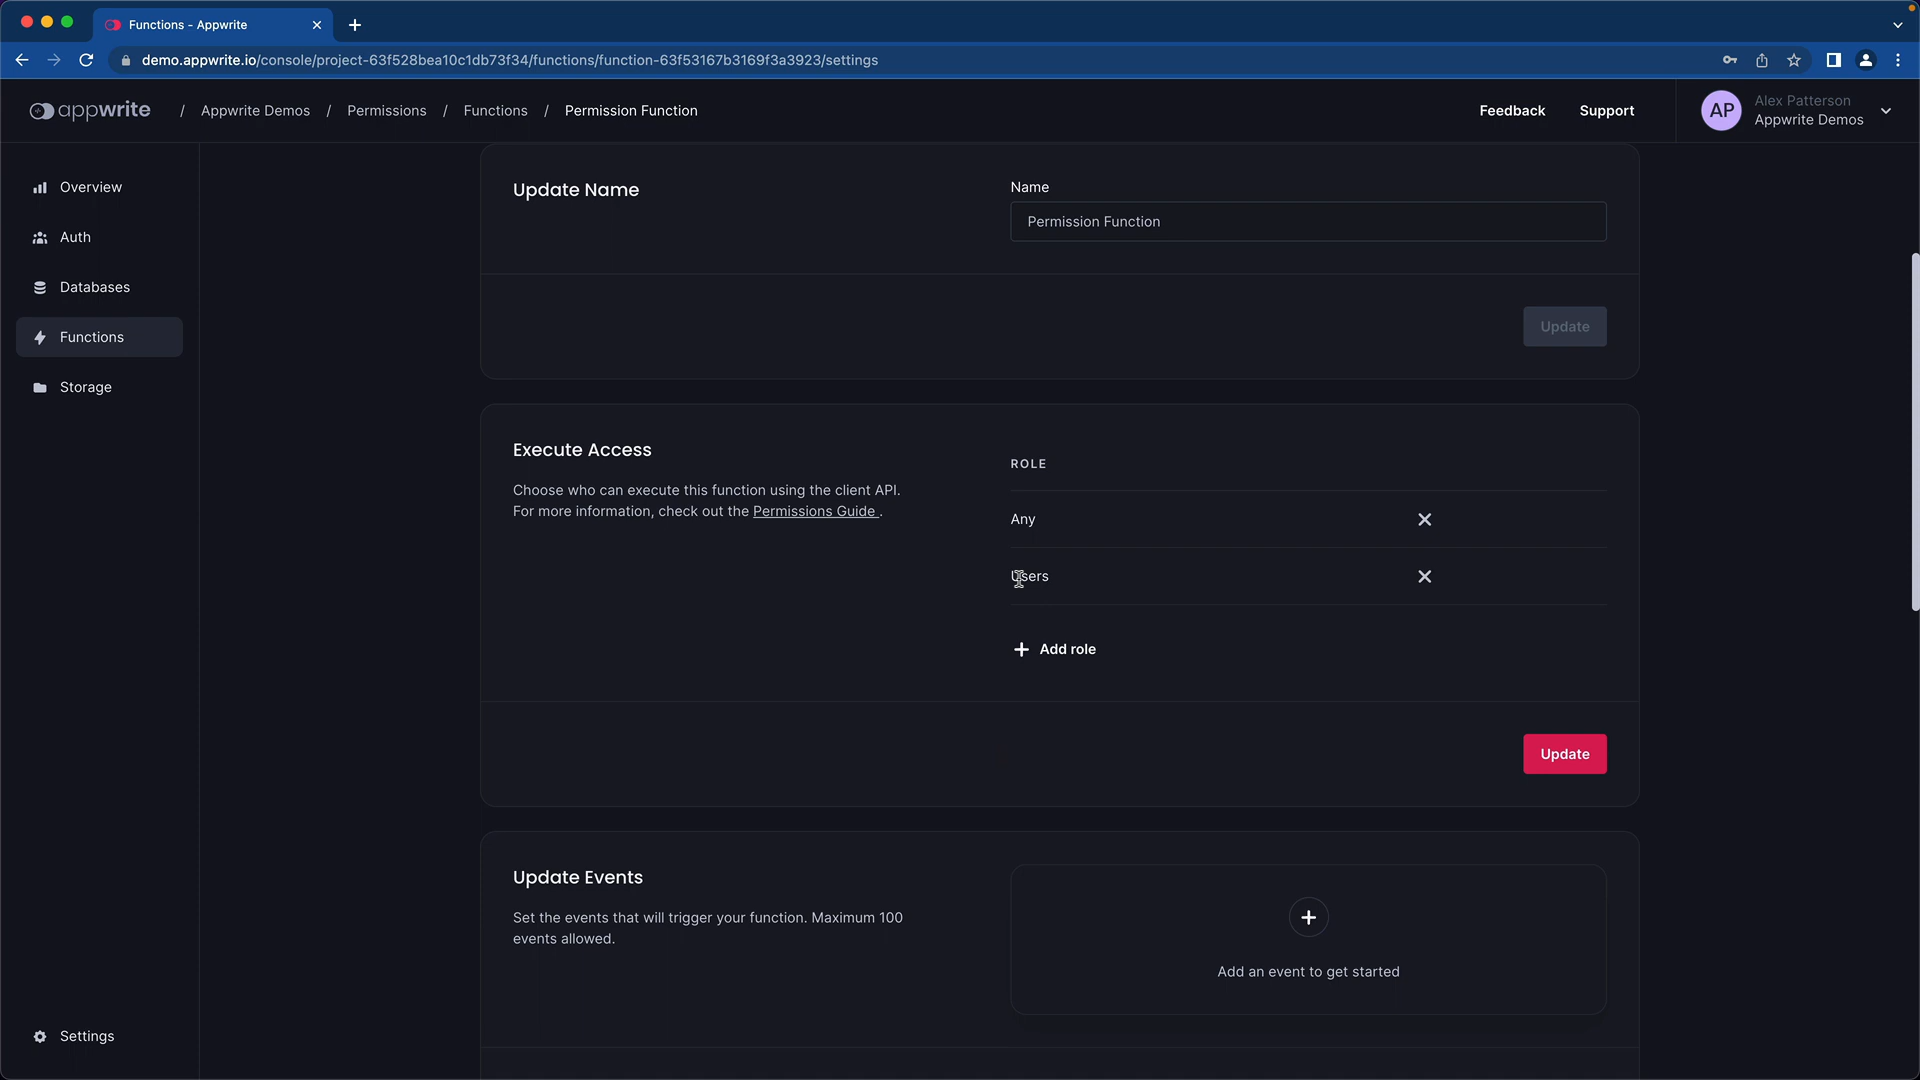 Functions - Appwrite
demo.appwrite.io/console/project-63f528bea10c1db73f34/functions/function-63f53167b3169f3a3923/settings
appwrite / Appwrite Demos / Permissions / Functions / Permission Function
Feedback Support
AP
Alex Patterson
Appwrite Demos
Overview
Auth
Databases
Functions
Storage
Settings
Update Name
Name
Permission Function
Update
Execute Access
Choose who can execute this function using the client API.
For more information, check out the Permissions Guide .
ROLE
Any
Users
Add role
Update
Update Events
Set the events that will trigger your function. Maximum 100
events allowed.
Add an event to get started